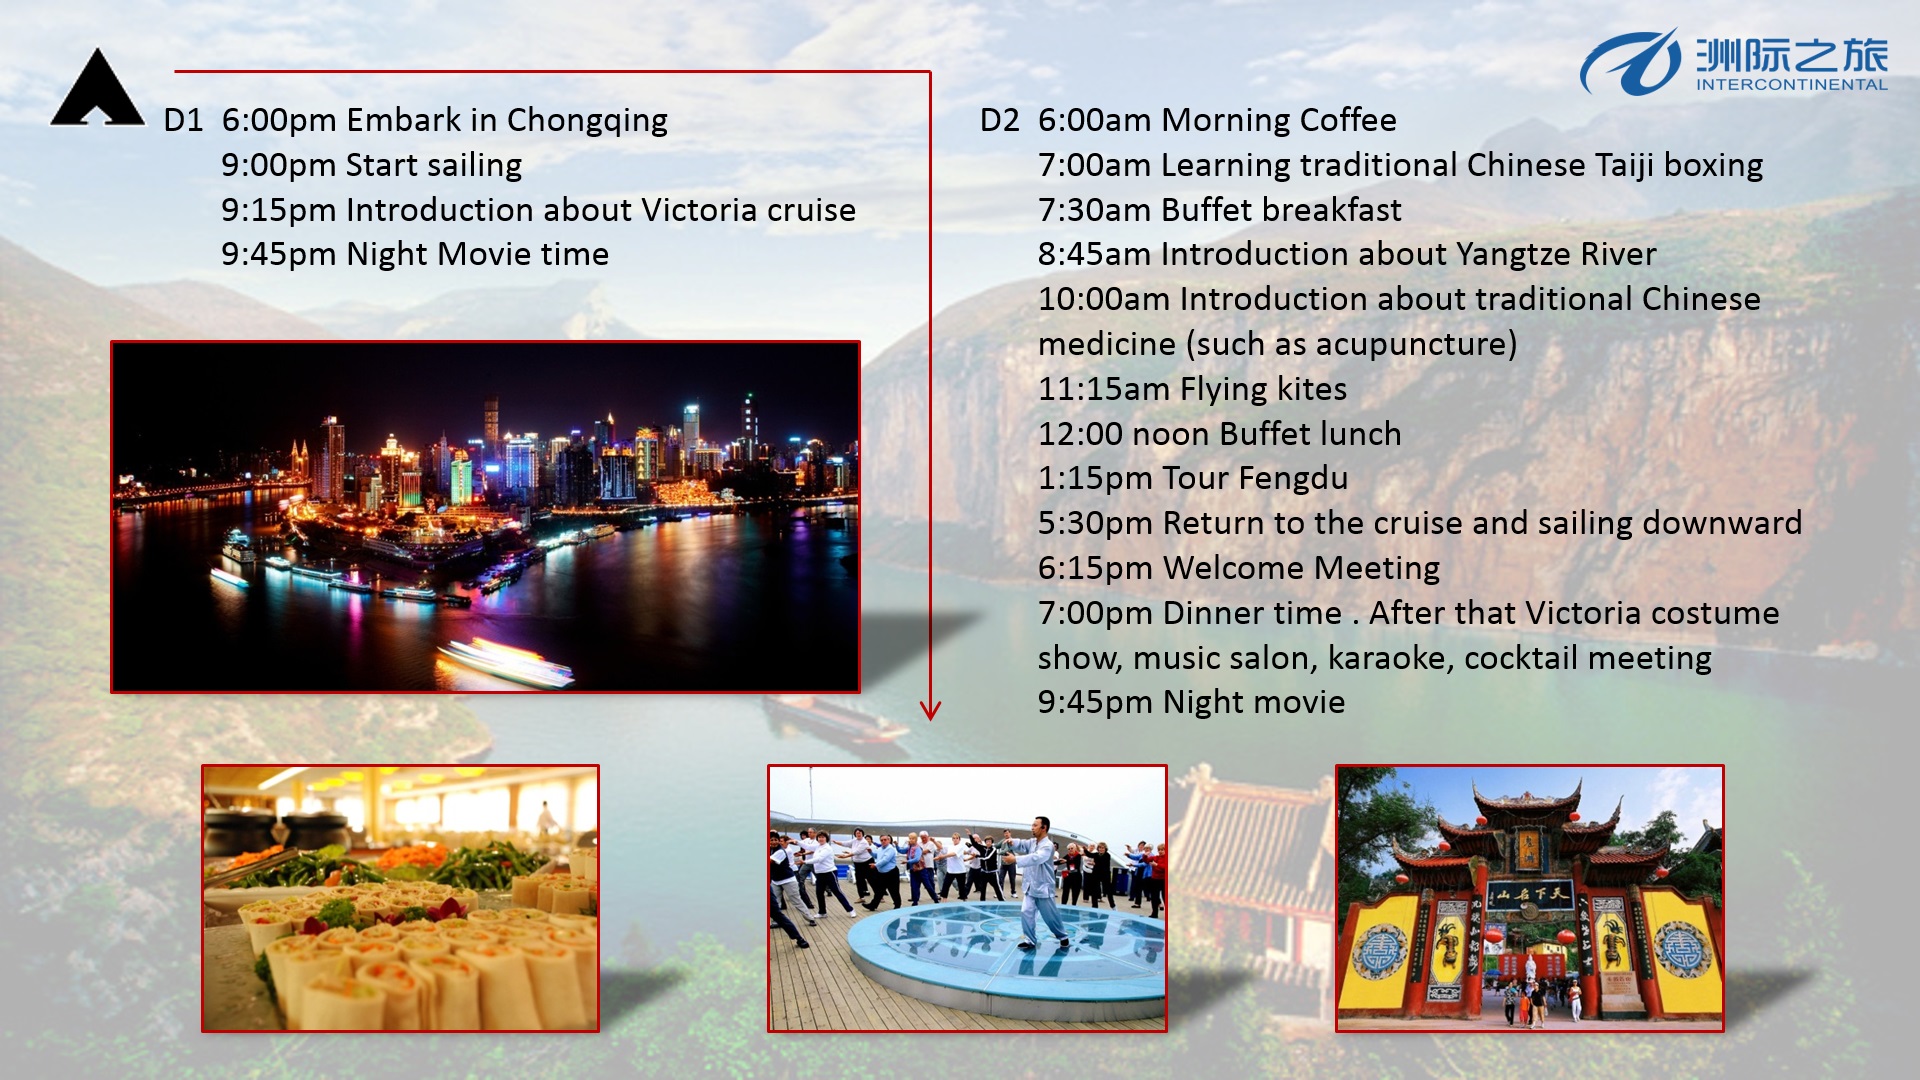 洲际之旅
INTERCONTINENTAL
D1 6:00pm Embark in Chongqing
9:00pm Start sailing
9:15pm Introduction about Victoria cruise
9:45pm Night Movie time
D2 6:00am Morning Coffee
7:00am Learning traditional Chinese Taiji boxing
7:30am Buffet breakfast
8:45am Introduction about Yangtze River
10:00am Introduction about traditional Chinese
medicine (such as acupuncture)
11:15am Flying kites
12:00 noon Buffet lunch
1:15pm Tour Fengdu
5:30pm Return to the cruise and sailing downward
6:15pm Welcome Meeting
7:00pm Dinner time . After that Victoria costume
show, music salon, karaoke, cocktail meeting
9:45pm Night movie
山名下天